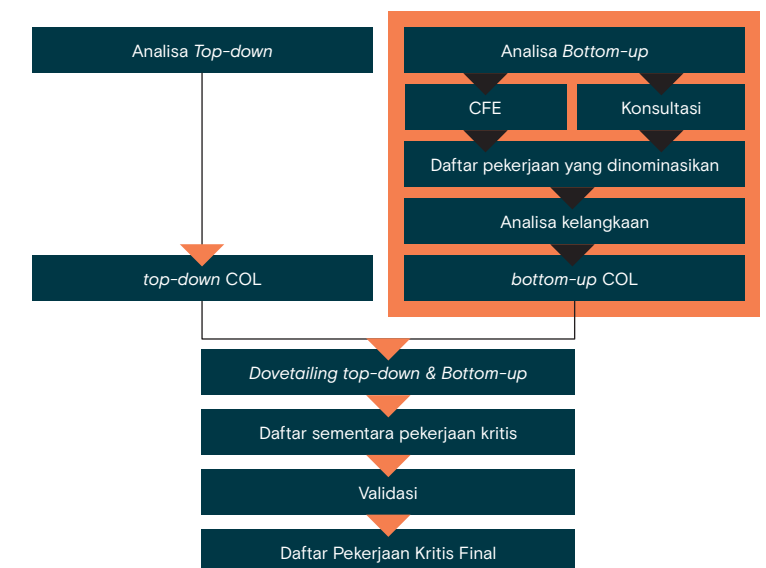 Analisa Top-down
Analisa Bottom-up
CFE
Konsultasi
Daftar pekerjaan yang dinominasikan
Analisa kelangkaan
top-down COL
bottom-up COL
Dovetailing top-down & Bottom-up
Daftar sementara pekerjaan kritis
Validasi
Daftar Pekerjaan Kritis Final